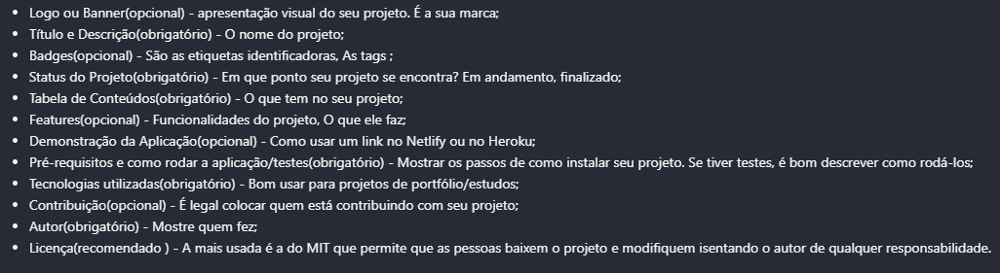 • Logo ou Banner(opcional) - apresentação visual do seu projeto. É a sua marca;
• Título e Descrição(obrigatório) - O nome do projeto;
• Badges(opcional) - São as etiquetas identificadoras, As tags ;
• Status do Projeto(obrigatório) - Em que ponto seu projeto se encontra? Em andamento, finalizado;
• Tabela de Conteúdos(obrigatório) - O que tem no seu projeto;
• Features(opcional) - Funcionalidades do projeto, O que ele faz;
• Demonstração da Aplicação(opcional) - Como usar um link no Netlify ou no Heroku;
• Pré-requisitos e como rodar a aplicação/testes(obrigatório) - Mostrar os passos de como instalar seu projeto. Se tiver testes, é bom descrever como rodá-los;
• Tecnologias utilizadas(obrigatório) - Bom usar para projetos de portfólio/estudos;
• Contribuição(opcional) - É legal colocar quem está contribuindo com seu projeto;
• Autor(obrigatório) - Mostre quem fez;
• Licença(recomendado ) - A mais usada é a do MIT que permite que as pessoas baixem o projeto e modifiquem isentando o autor de qualquer responsabilidade.